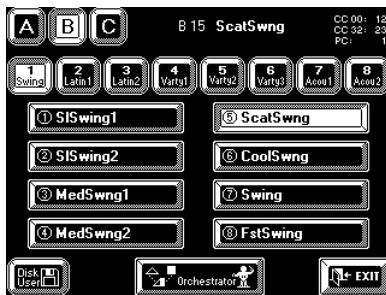 A B C B 15 ScatSwng CC 00: 12
CC 32: 23
PC: 1
1 Swing 2 Latin1 3 Latin2 4 Varty1 5 Varty2 6 Varty3 7 Acou1 8 Acou2
① SlSwing1 ⑤ ScatSwng
② SlSwing2 ⑥ CoolSwng
③ MedSwng1 ⑦ Swing
④ MedSwng2 ⑧ FstSwing
Disk User Orchestrator EXIT